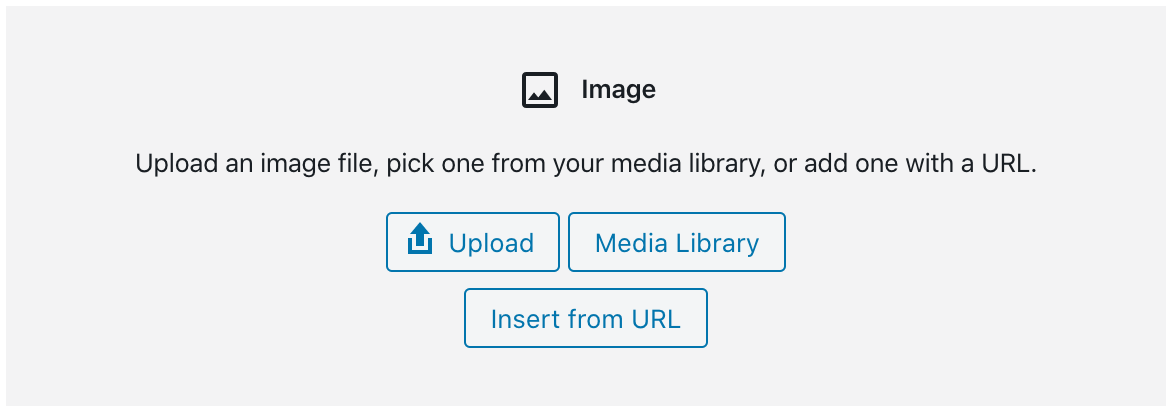 Image
Upload an image file, pick one from your media library, or add one with a URL.
Upload Media Library
Insert from URL